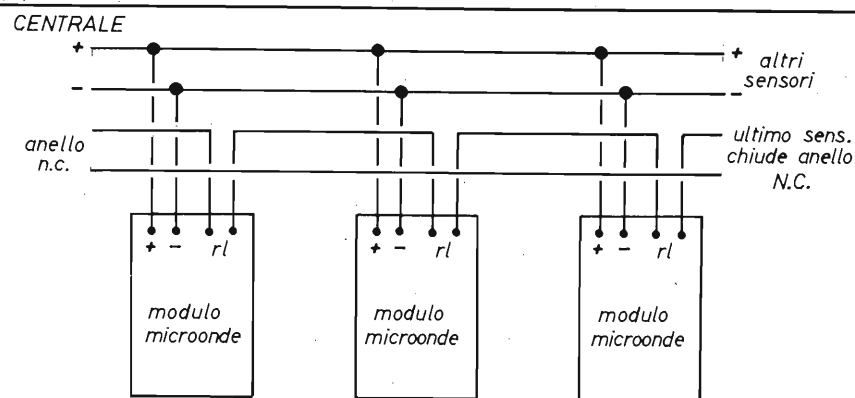 CENTRALE
+
+
altri
sensori
-
-
anello
n.c.
ultimo sens.
chiude anello
N.C.
+ - rl
+ - rl
+ - rl
modulo
microonde
modulo
microonde
modulo
microonde